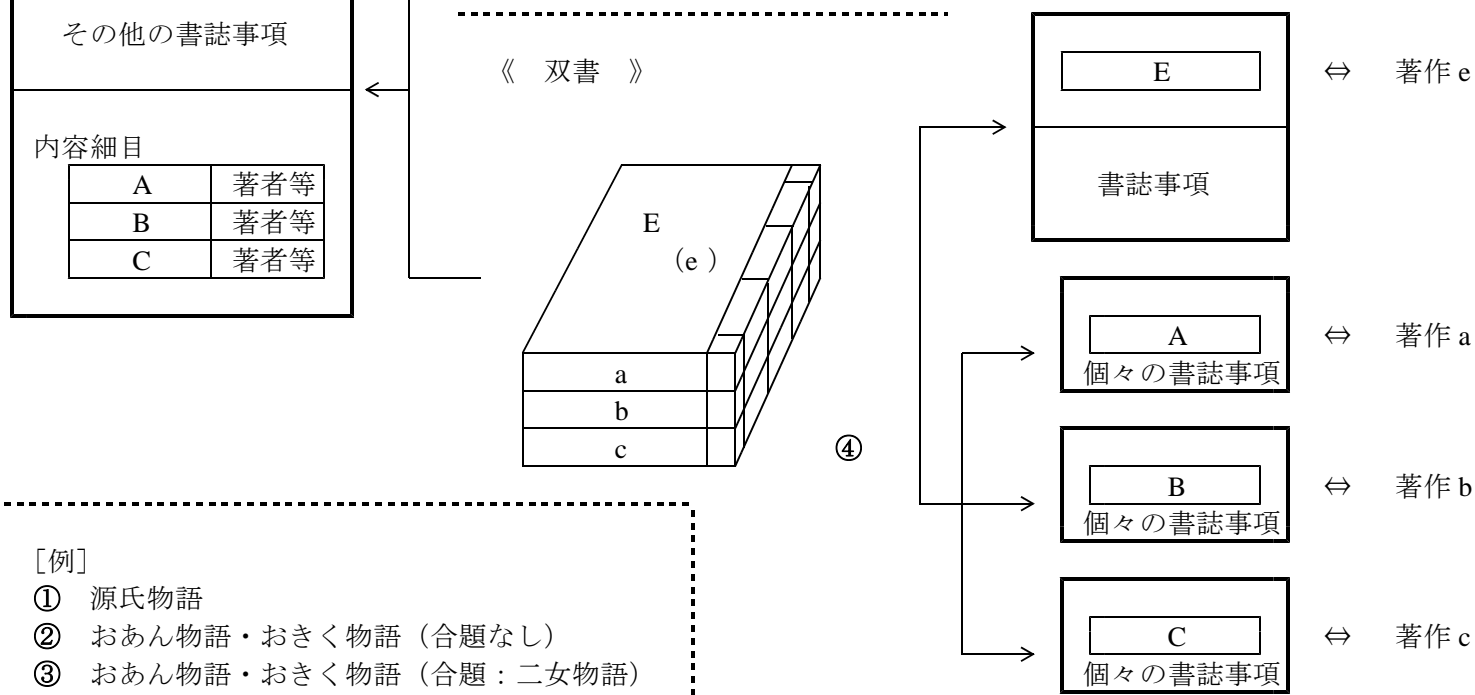 その他の書誌事項
内容細目
A 著者等
B 著者等
C 著者等
《 双書 》
E
(e )
a
b
c
④
E ⇔ 著作 e
書誌事項
A ⇔ 著作 a
個々の書誌事項
B ⇔ 著作 b
個々の書誌事項
C ⇔ 著作 c
個々の書誌事項
［例］
① 源氏物語
② おあん物語・おきく物語（合題なし）
③ おあん物語・おきく物語（合題：二女物語）